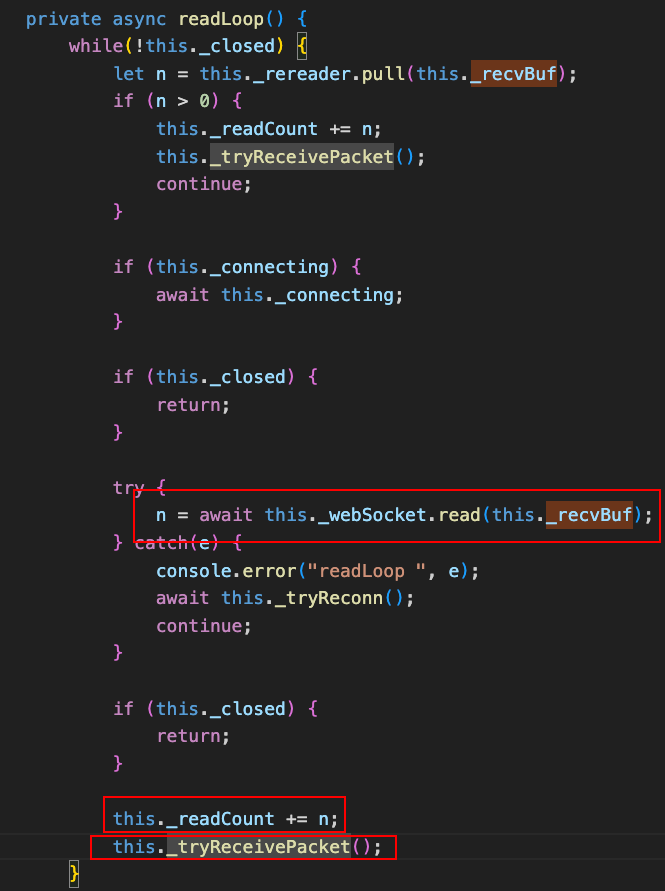 private async readLoop() {
while(!this._closed) {
let n = this._rereader.pull(this._recvBuf);
if (n > 0) {
this._readCount += n;
this._tryReceivePacket();
continue;
}
if (this._connecting) {
await this._connecting;
}
if (this._closed) {
return;
}
try {
n = await this._webSocket.read(this._recvBuf);
} catch(e) {
console.error("readLoop ", e);
await this._tryReconn();
continue;
}
if (this._closed) {
return;
}
this._readCount += n;
this._tryReceivePacket();
}